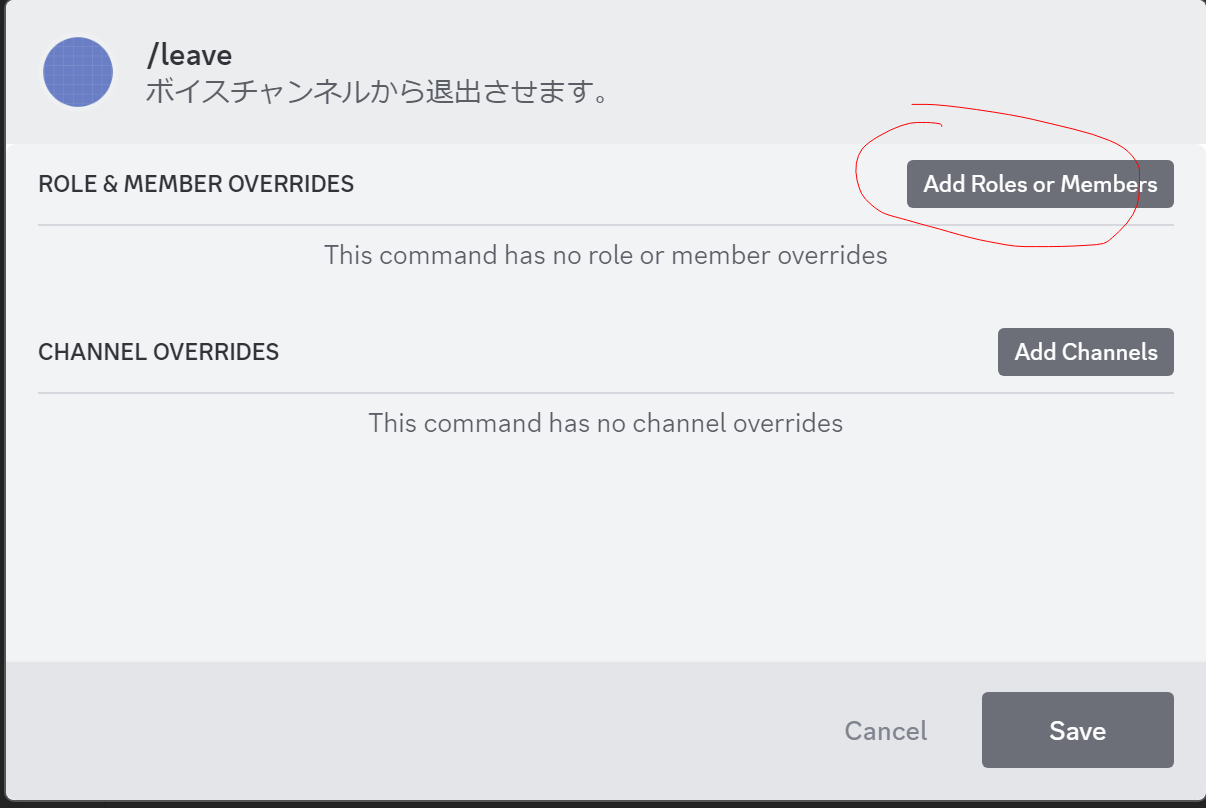 /leave
ボイスチャンネルから退出させます。
ROLE & MEMBER OVERRIDES
Add Roles or Members
This command has no role or member overrides
CHANNEL OVERRIDES
Add Channels
This command has no channel overrides
Cancel
Save